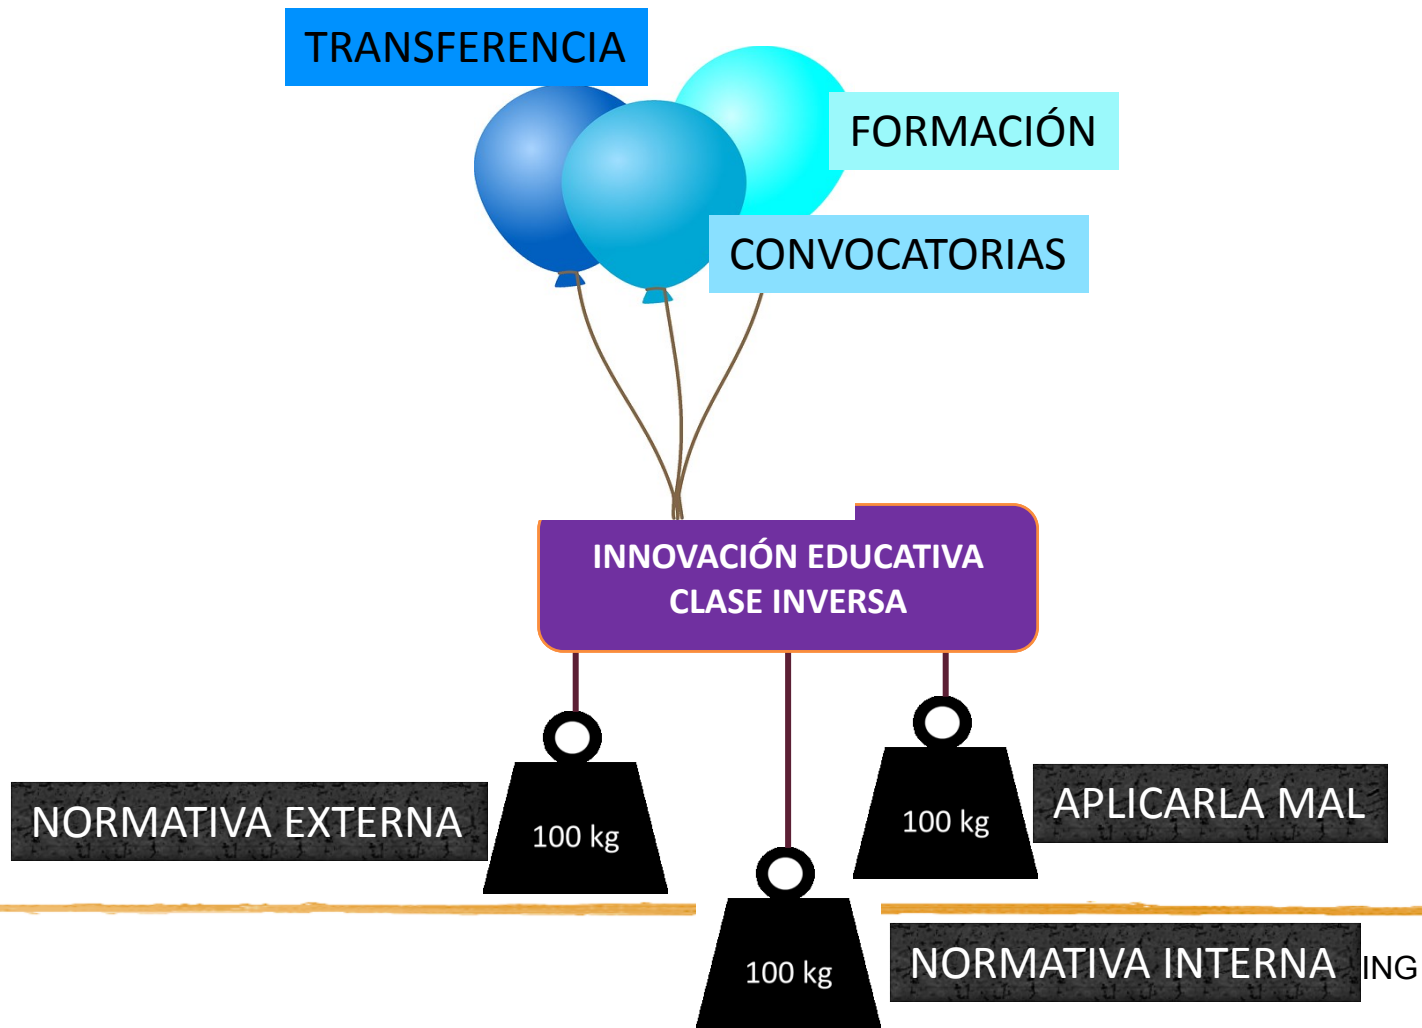 TRANSFERENCIA
FORMACIÓN
CONVOCATORIAS
INNOVACIÓN EDUCATIVA
CLASE INVERSA
NORMATIVA EXTERNA
100 kg
100 kg
APLICARLA MAL
100 kg
NORMATIVA INTERNA
ING